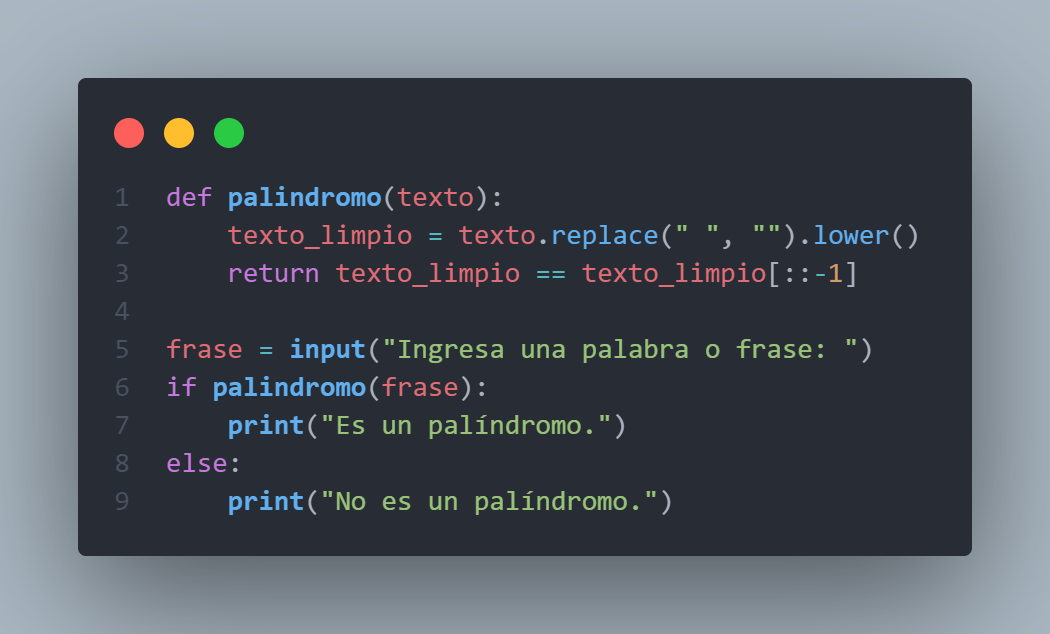 1 def palindromo(texto):
2     texto_limpio = texto.replace(" ", "").lower()
3     return texto_limpio == texto_limpio[::-1]
4
5 frase = input("Ingresa una palabra o frase: ")
6 if palindromo(frase):
7     print("Es un palíndromo.")
8 else:
9     print("No es un palíndromo.")